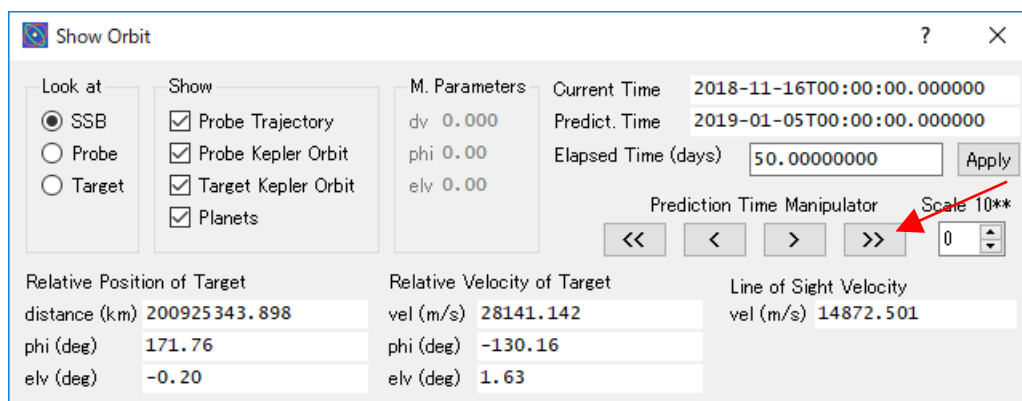 Show Orbit ? ×
Look at Show M. Parameters Current Time 2018-11-16T00:00:00.000000
SSB Probe Trajectory dv 0.000 Predict. Time 2019-01-05T00:00:00.000000
Probe Probe Kepler Orbit phi 0.00 Elapsed Time (days) 50.00000000 Apply
Target Target Kepler Orbit elv 0.00
Planets Prediction Time Manipulator Scale 10**
<< < > >> 0
Relative Position of Target Relative Velocity of Target Line of Sight Velocity
distance (km) 200925343.898 vel (m/s) 28141.142 vel (m/s) 14872.501
phi (deg) 171.76 phi (deg) -130.16
elv (deg) -0.20 elv (deg) 1.63